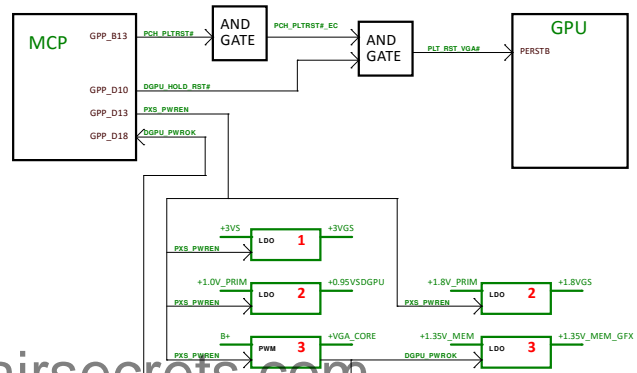 MCP
GPP_B13
PCH_PLTRST#
AND
GATE
PCH_PLTRST#_EC
AND
GATE
PLT_RST_VGA#
GPU
PERSTB
GPP_D10
DGPU_HOLD_RST#
GPP_D13
PXS_PWREN
GPP_D18
DGPU_PWROK
+3VS
LDO
1
+3VGS
PXS_PWREN
+1.0V_PRIM
LDO
2
+0.95VSDGPU
PXS_PWREN
+1.8V_PRIM
LDO
2
+1.8VGS
PXS_PWREN
B+
PWM
3
+VGA_CORE
PXS_PWREN
+1.35V_MEM
LDO
3
+1.35V_MEM_GFX
DGPU_PWROK
airsecrets.com